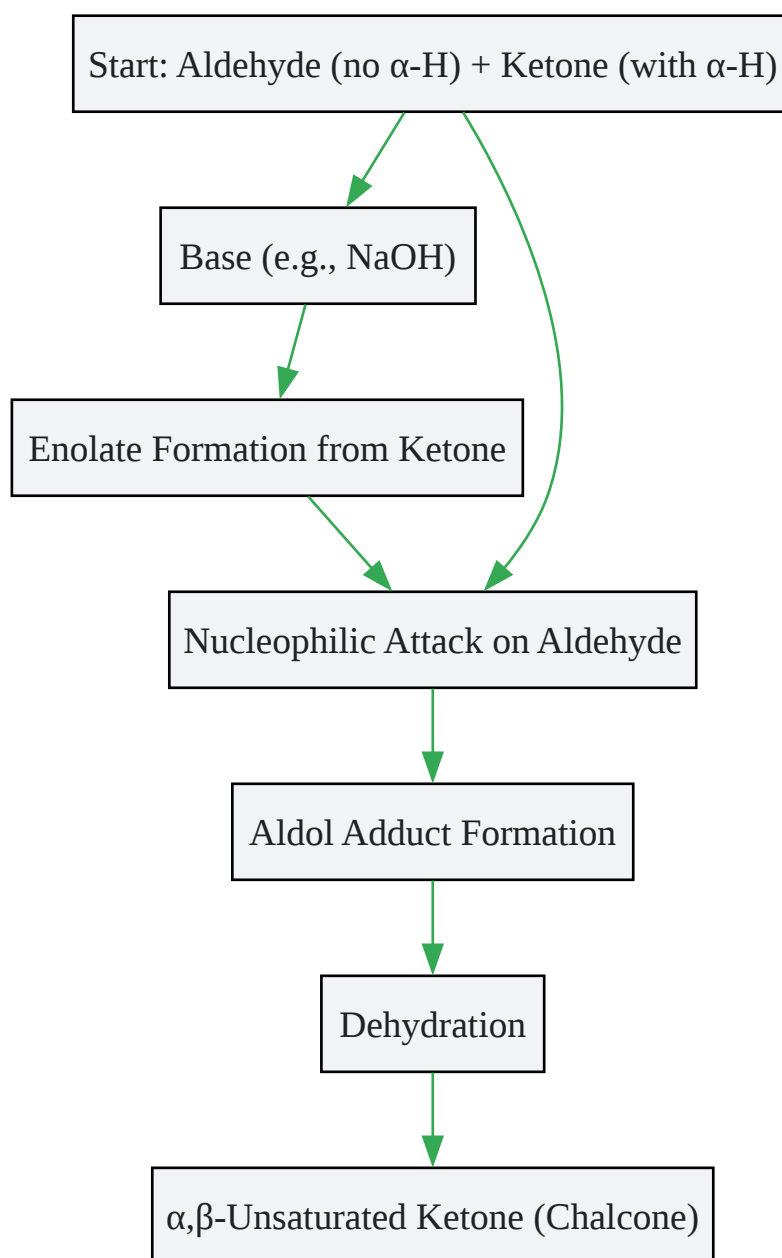 Start: Aldehyde (no α-H) + Ketone (with α-H)
Base (e.g., NaOH)
Enolate Formation from Ketone
Nucleophilic Attack on Aldehyde
Aldol Adduct Formation
Dehydration
α,β-Unsaturated Ketone (Chalcone)